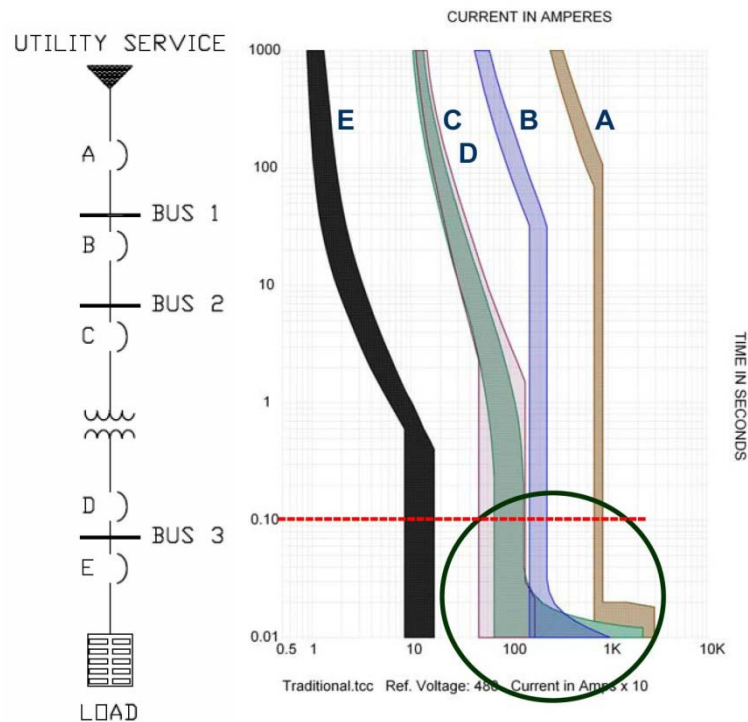 CURRENT IN AMPERES
UTILITY SERVICE
A
BUS 1
B
BUS 2
C
D
BUS 3
E
LOAD
1000
100
10
1
0.10
0.01
E
C
D
B
A
TIME IN SECONDS
0.5 1 10 100 1K 10K
Traditional.tcc Ref. Voltage: 480 Current in Amps x 10